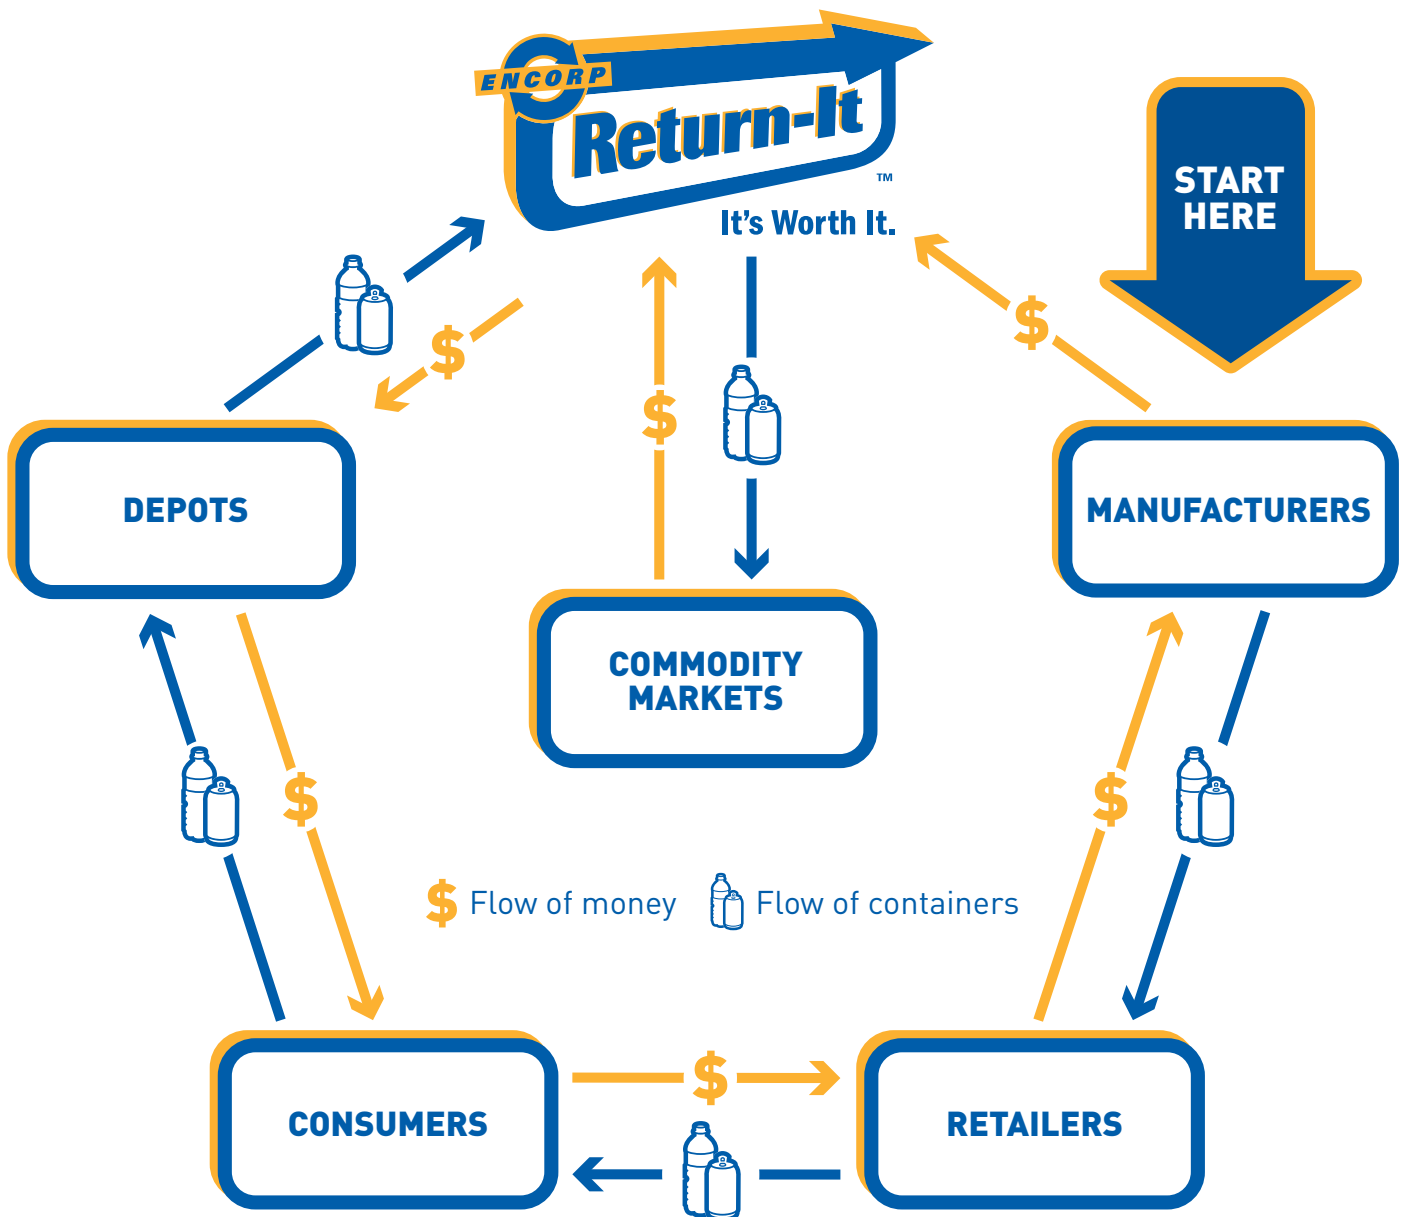 ENCORP
Return-It
TM
It's Worth It.
START
HERE
$
$
$
DEPOTS
MANUFACTURERS
COMMODITY
MARKETS
$
$
$ Flow of money
Flow of containers
$
CONSUMERS
RETAILERS